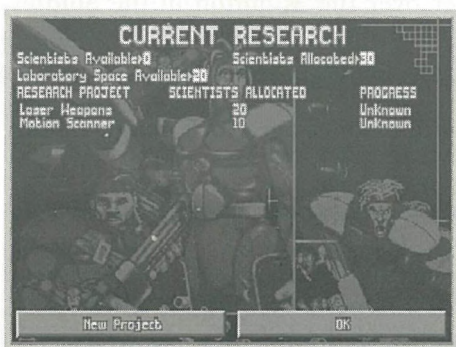 CURRENT RESEARCH
Scientists Available>0 Scientists Allocated>30
Laboratory Space Available>20
RESEARCH PROJECT SCIENTISTS ALLOCATED PROGRESS
Laser Weapons 20 Unknown
Motion Scanner 10 Unknown
New Project OK